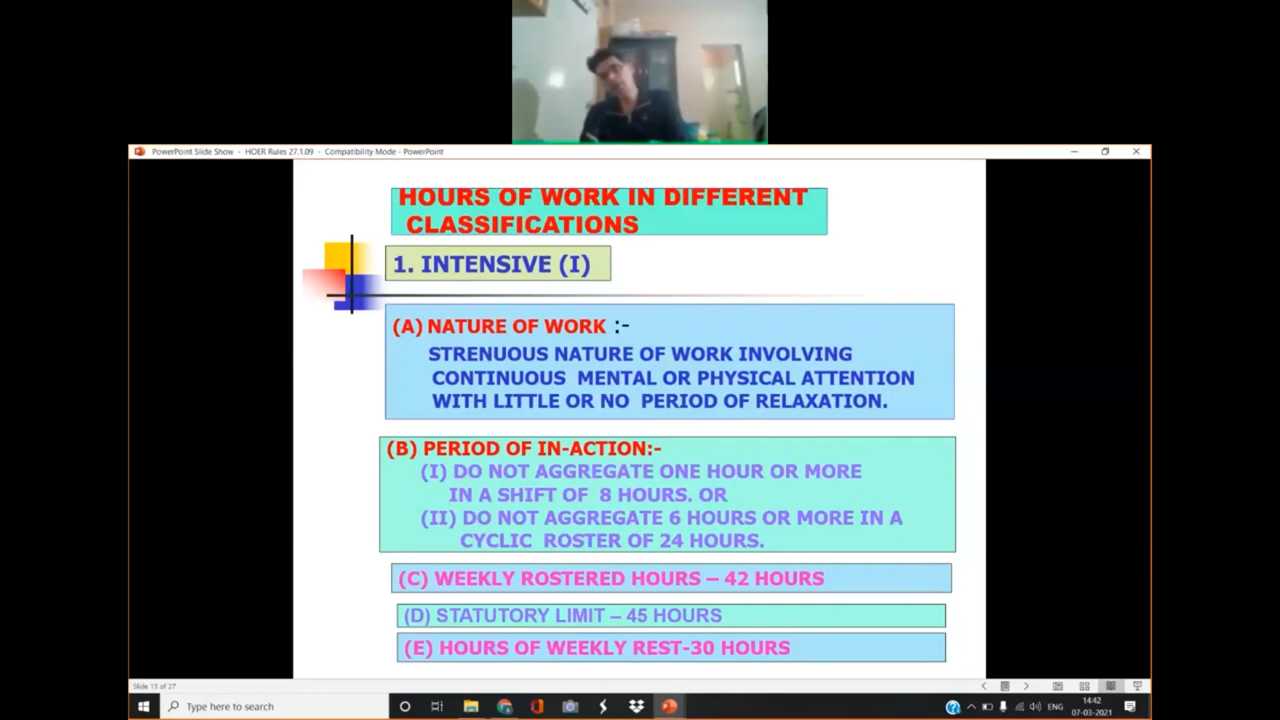 PowerPoint Slide Show - HOER Rules 27.1.09 - Compatibility Mode - PowerPoint
HOURS OF WORK IN DIFFERENT
CLASSIFICATIONS
1. INTENSIVE (I)
(A) NATURE OF WORK :-
STRENUOUS NATURE OF WORK INVOLVING
CONTINUOUS MENTAL OR PHYSICAL ATTENTION
WITH LITTLE OR NO PERIOD OF RELAXATION.
(B) PERIOD OF IN-ACTION:-
(I) DO NOT AGGREGATE ONE HOUR OR MORE
IN A SHIFT OF 8 HOURS. OR
(II) DO NOT AGGREGATE 6 HOURS OR MORE IN A
CYCLIC ROSTER OF 24 HOURS.
(C) WEEKLY ROSTERED HOURS – 42 HOURS
(D) STATUTORY LIMIT – 45 HOURS
(E) HOURS OF WEEKLY REST-30 HOURS
Slide 13 of 27
Type here to search
ENG
14:42
07-03-2021